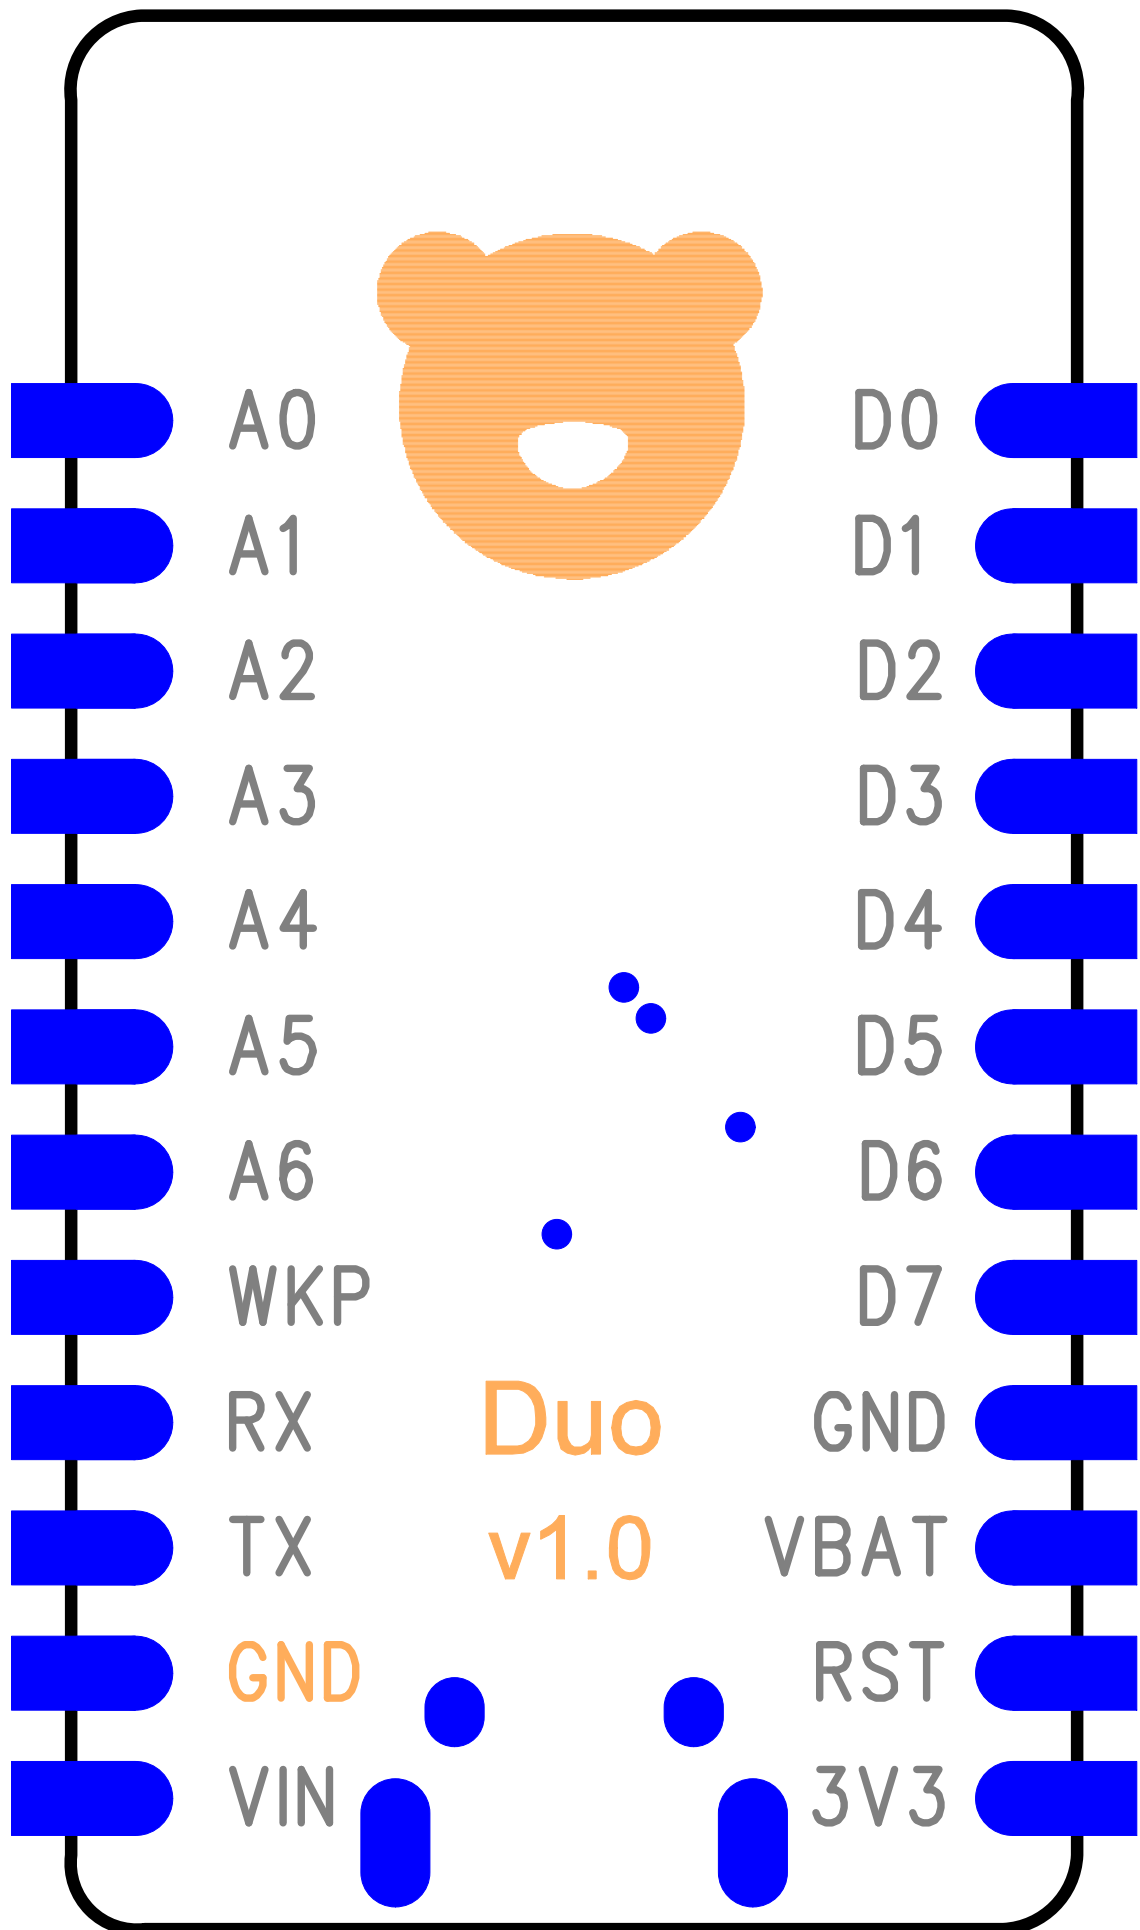 A0 D0
A1 D1
A2 D2
A3 D3
A4 D4
A5 D5
A6 D6
WKP D7
RX Duo GND
TX v1.0 VBAT
GND RST
VIN 3V3